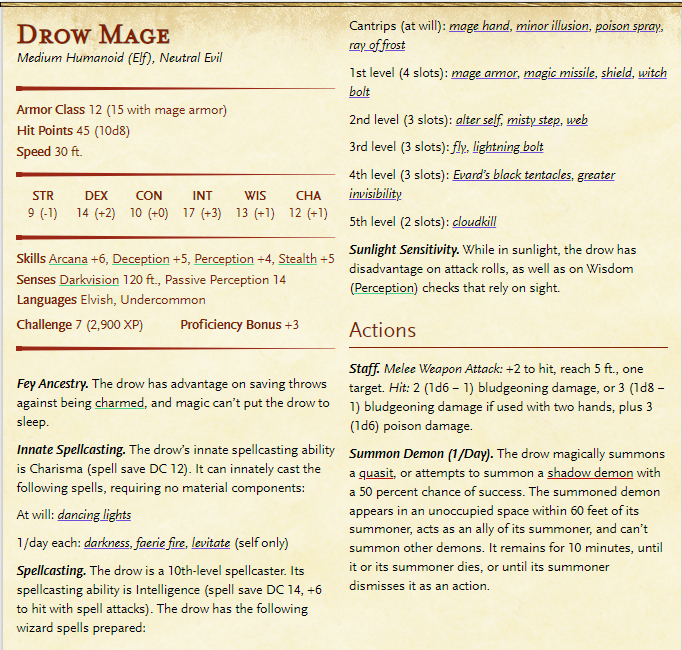 Drow Mage
Medium Humanoid (Elf), Neutral Evil
Armor Class 12 (15 with mage armor)
Hit Points 45 (10d8)
Speed 30 ft.
STR DEX CON INT WIS CHA
9 (-1) 14 (+2) 10 (+0) 17 (+3) 13 (+1) 12 (+1)
Skills Arcana +6, Deception +5, Perception +4, Stealth +5
Senses Darkvision 120 ft., Passive Perception 14
Languages Elvish, Undercommon
Challenge 7 (2,900 XP) Proficiency Bonus +3
Fey Ancestry. The drow has advantage on saving throws
against being charmed, and magic can't put the drow to
sleep.
Innate Spellcasting. The drow's innate spellcasting ability
is Charisma (spell save DC 12). It can innately cast the
following spells, requiring no material components:
At will: dancing lights
1/day each: darkness, faerie fire, levitate (self only)
Spellcasting. The drow is a 10th-level spellcaster. Its
spellcasting ability is Intelligence (spell save DC 14, +6
to hit with spell attacks). The drow has the following
wizard spells prepared:
Cantrips (at will): mage hand, minor illusion, poison spray,
ray of frost
1st level (4 slots): mage armor, magic missile, shield, witch
bolt
2nd level (3 slots): alter self, misty step, web
3rd level (3 slots): fly, lightning bolt
4th level (3 slots): Evard's black tentacles, greater
invisibility
5th level (2 slots): cloudkill
Sunlight Sensitivity. While in sunlight, the drow has
disadvantage on attack rolls, as well as on Wisdom
(Perception) checks that rely on sight.
Actions
Staff. Melee Weapon Attack: +2 to hit, reach 5 ft., one
target. Hit: 2 (1d6 – 1) bludgeoning damage, or 3 (1d8 –
1) bludgeoning damage if used with two hands, plus 3
(1d6) poison damage.
Summon Demon (1/Day). The drow magically summons
a quasit, or attempts to summon a shadow demon with
a 50 percent chance of success. The summoned demon
appears in an unoccupied space within 60 feet of its
summoner, acts as an ally of its summoner, and can't
summon other demons. It remains for 10 minutes, until
it or its summoner dies, or until its summoner
dismisses it as an action.